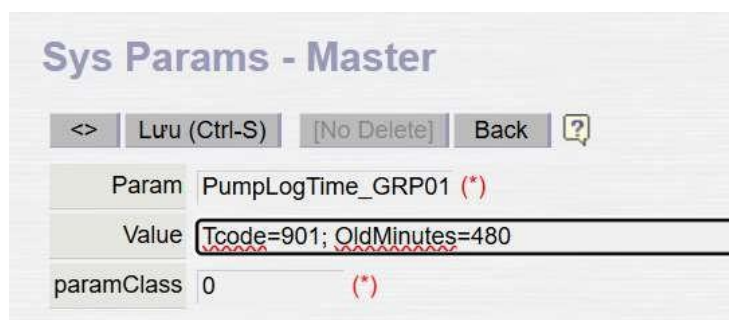 Sys Params - Master
<> Lưu (Ctrl-S) [No Delete] Back ?
Param PumpLogTime_GRP01 (*)
Value Tcode=901; OldMinutes=480
paramClass 0 (*)